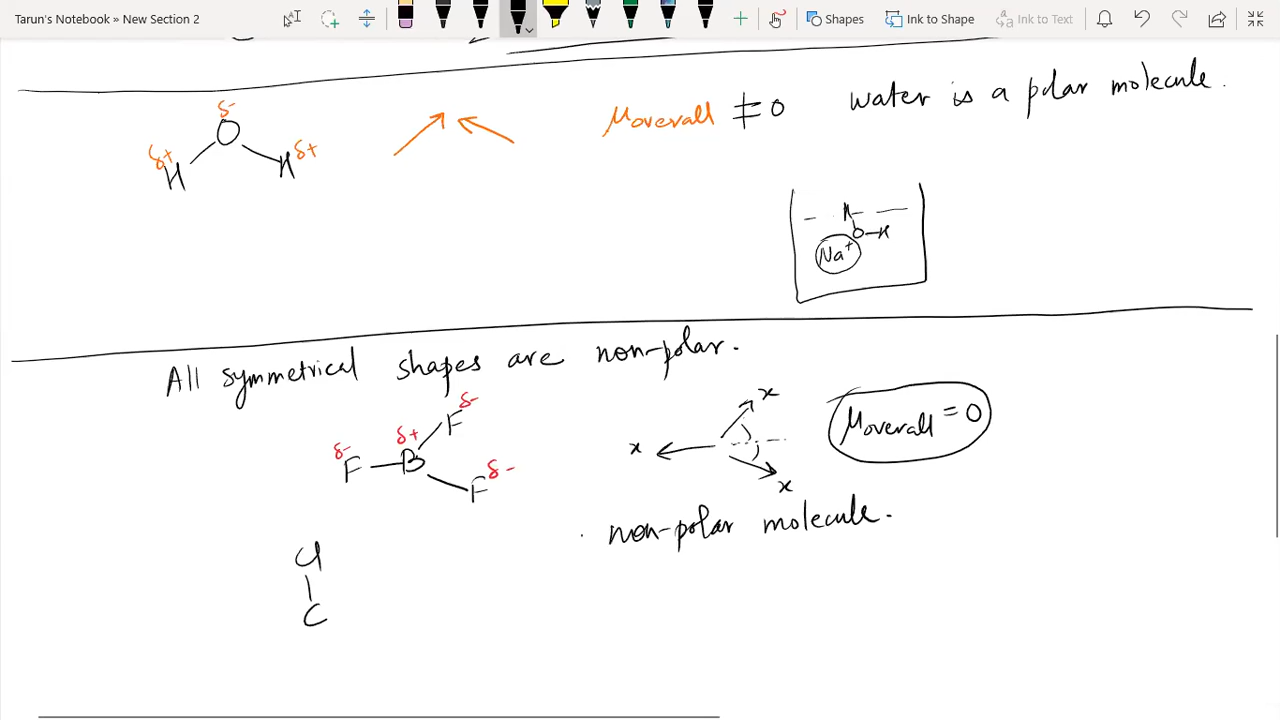 Tarun's Notebook » New Section 2
Shapes
Ink to Shape
Ink to Text
δ-
O
δ+
H
H
δ+
μoverall ≠ 0
water is a polar molecule.
H
O-H
Na+
All symmetrical shapes are non-polar.
δ-
F
δ+
B
δ-
F
F
δ-
x
x
x
μoverall = 0
non-polar molecule.
Cl
C